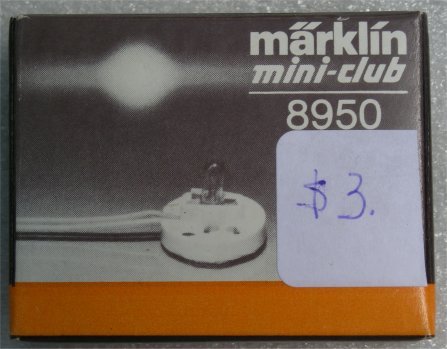 märklin
mini-club
8950
$3.